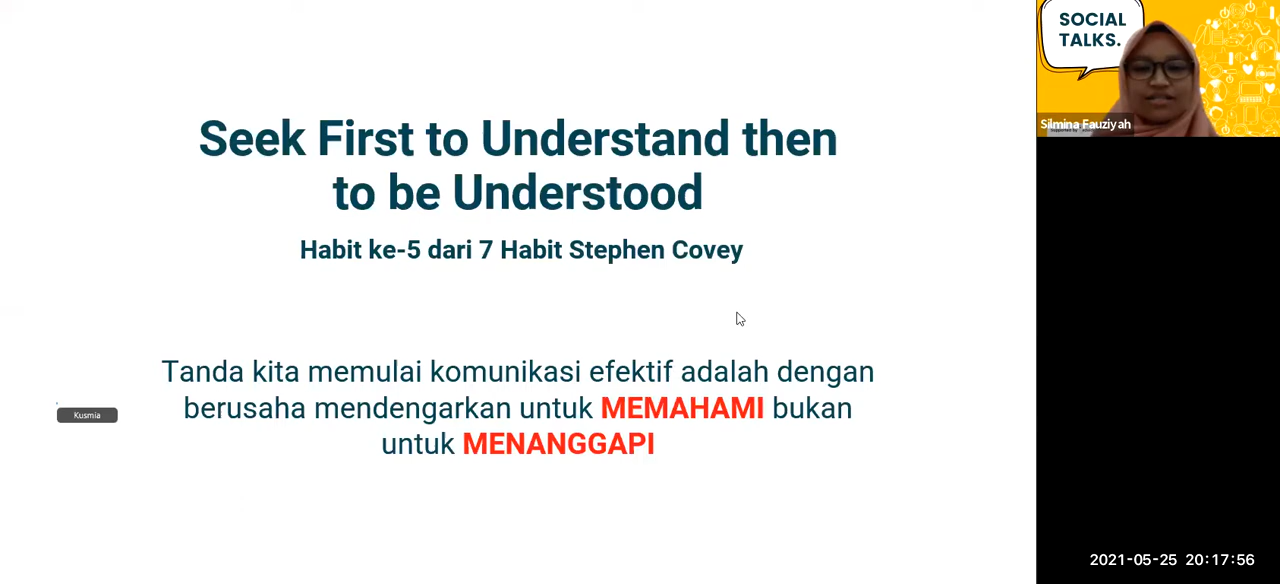 Seek First to Understand then
to be Understood
Habit ke-5 dari 7 Habit Stephen Covey
Tanda kita memulai komunikasi efektif adalah dengan
berusaha mendengarkan untuk MEMAHAMI bukan
untuk MENANGGAPI
Kusmia
SOCIAL
TALKS.
Silmina Fauziyah
2021-05-25 20:17:56